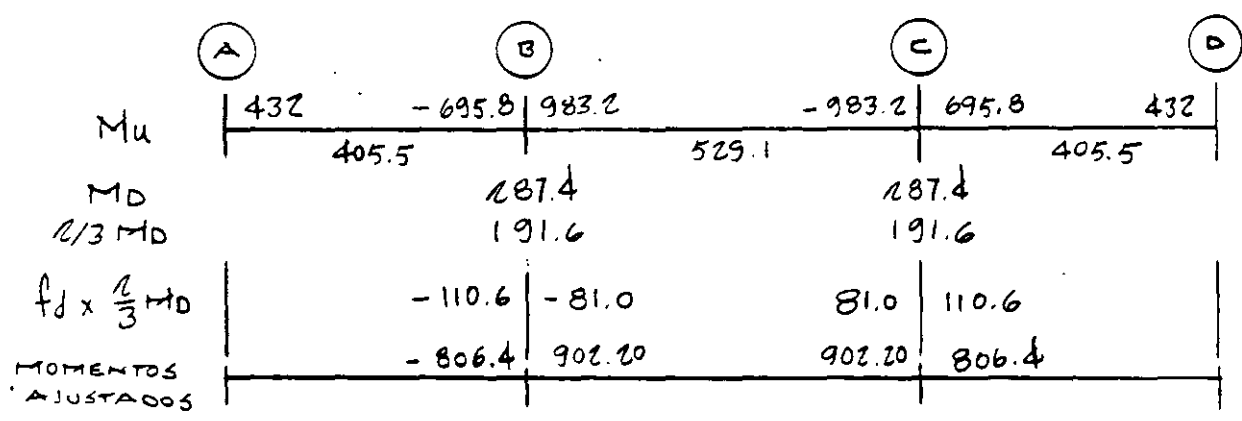 A B C D
Mu 432 -695.8 983.2 -983.2 695.8 432
405.5 529.1 405.5
MD 287.4 287.4
2/3 MD 191.6 191.6
fd x 2/3 MD -110.6 -81.0 81.0 110.6
MOMENTOS - 806.4 902.20 902.20 806.4
AJUSTADOS